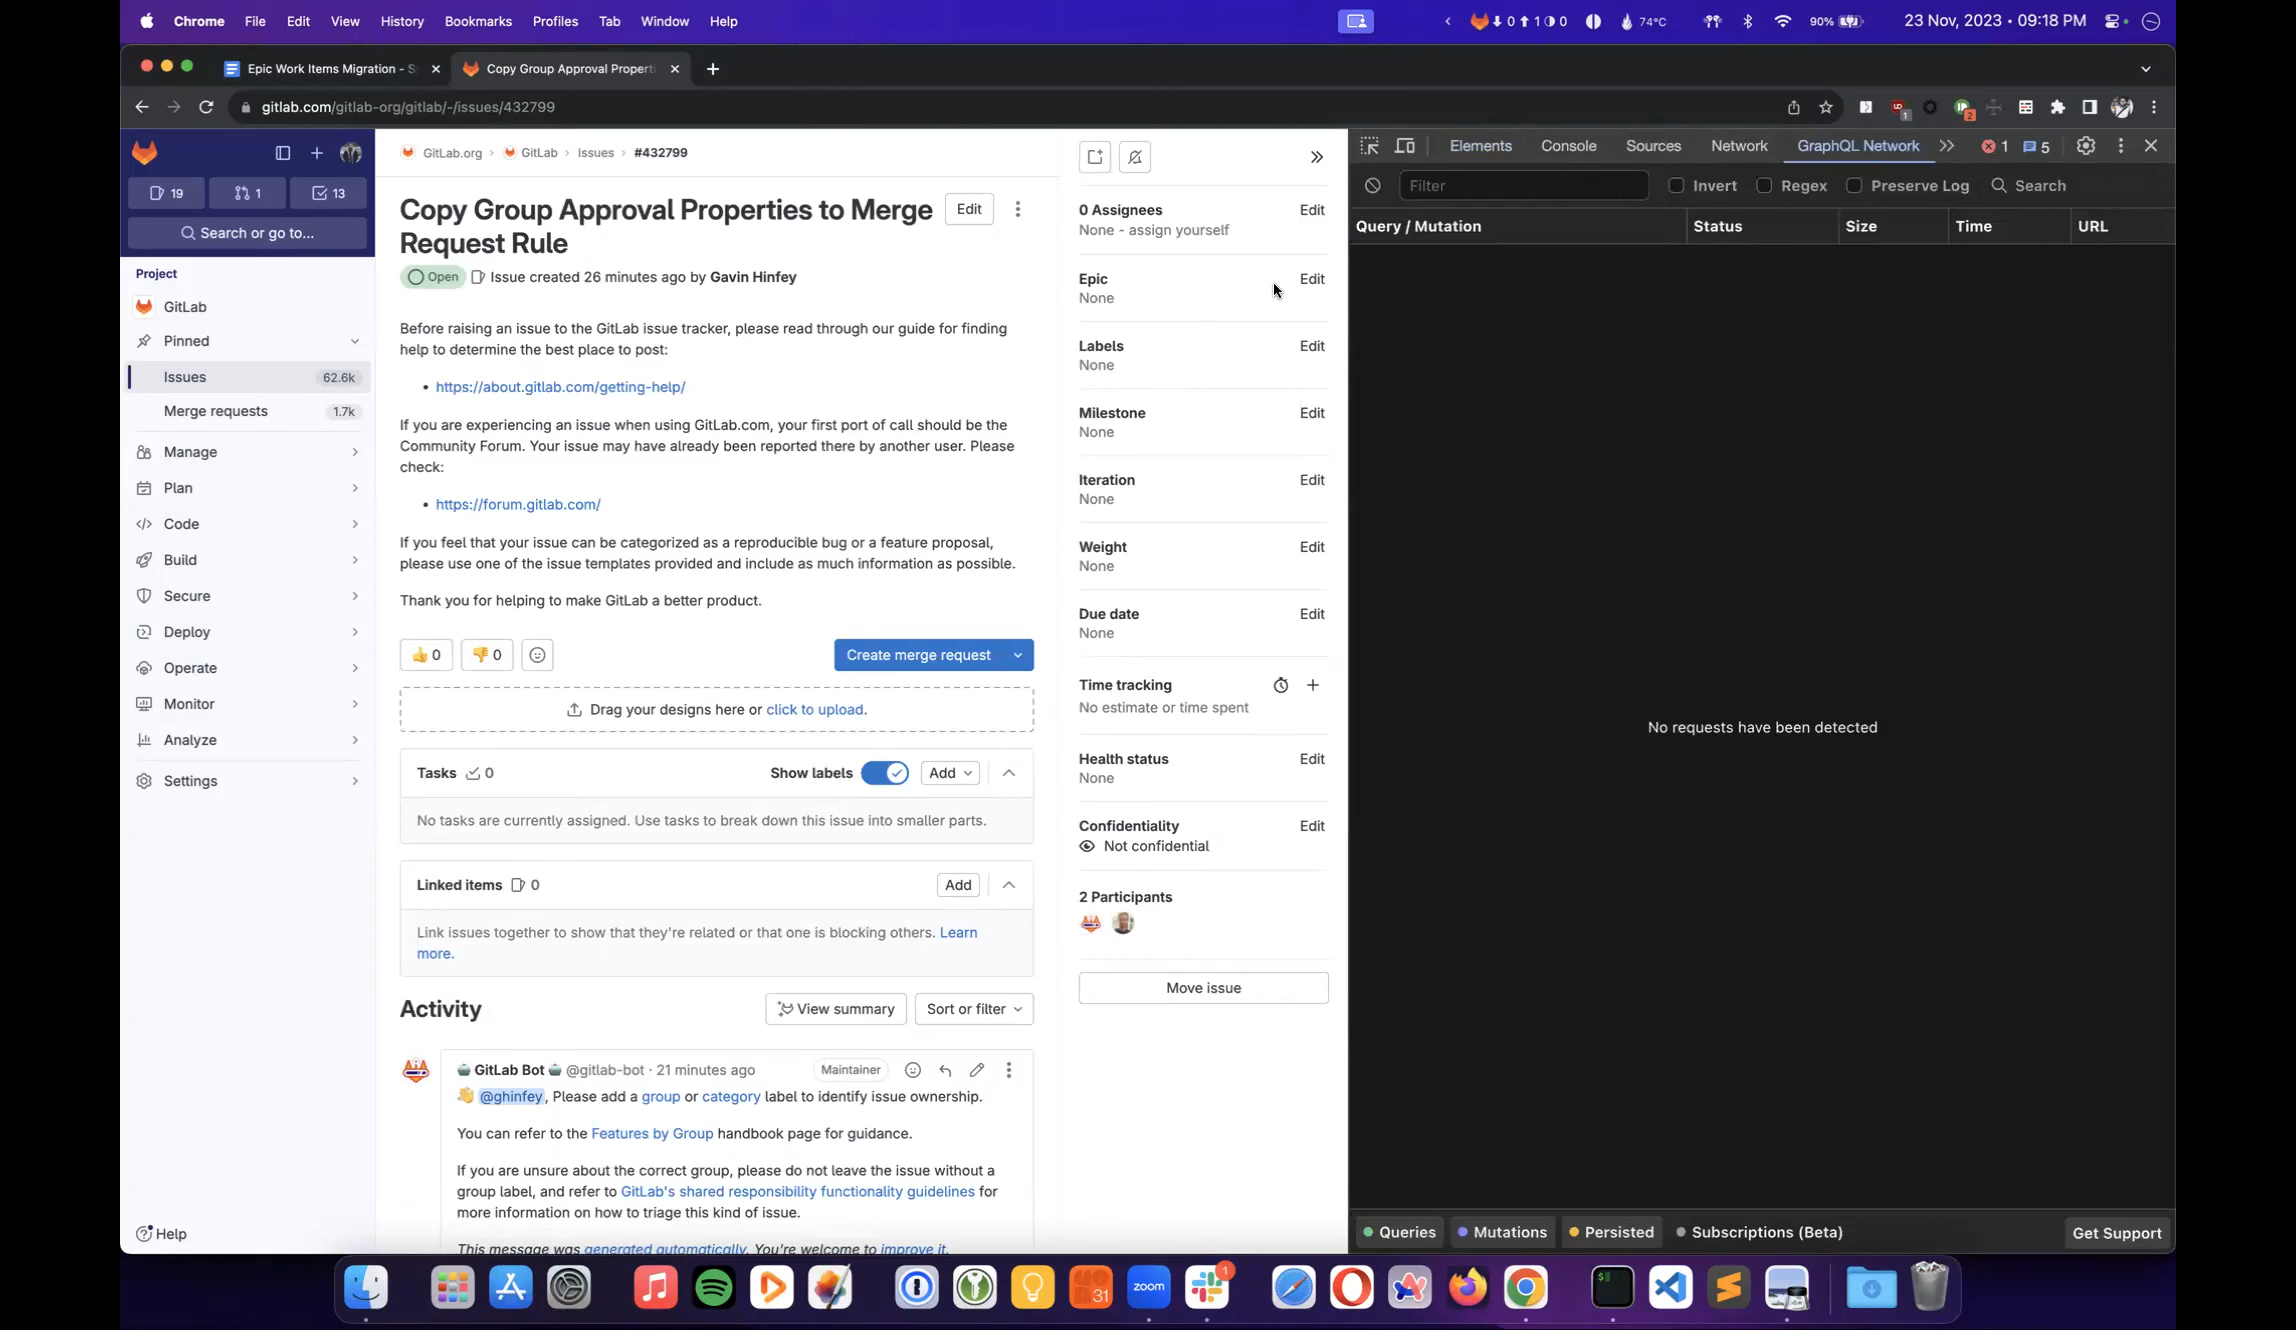 Chrome File Edit View History Bookmarks Profiles Tab Window Help
0 1 0 74°C 90% 23 Nov, 2023 • 09:18 PM
Epic Work Items Migration - S
Copy Group Approval Properti
gitlab.com/gitlab-org/gitlab/-/issues/432799
19 1 13
Search or go to...
Project
GitLab
Pinned
Issues 62.6k
Merge requests 1.7k
Manage
Plan
Code
Build
Secure
Deploy
Operate
Monitor
Analyze
Settings
Help
GitLab.org › GitLab › Issues › #432799
Copy Group Approval Properties to Merge
Request Rule
Edit
Open Issue created 26 minutes ago by Gavin Hinfey
Before raising an issue to the GitLab issue tracker, please read through our guide for finding
help to determine the best place to post:
• https://about.gitlab.com/getting-help/
If you are experiencing an issue when using GitLab.com, your first port of call should be the
Community Forum. Your issue may have already been reported there by another user. Please
check:
• https://forum.gitlab.com/
If you feel that your issue can be categorized as a reproducible bug or a feature proposal,
please use one of the issue templates provided and include as much information as possible.
Thank you for helping to make GitLab a better product.
👍 0 👎 0
Create merge request
Drag your designs here or click to upload.
Tasks 0 Show labels Add
No tasks are currently assigned. Use tasks to break down this issue into smaller parts.
Linked items 0 Add
Link issues together to show that they're related or that one is blocking others. Learn
more.
Activity View summary Sort or filter
GitLab Bot @gitlab-bot · 21 minutes ago Maintainer
👋 @ghinfey, Please add a group or category label to identify issue ownership.
You can refer to the Features by Group handbook page for guidance.
If you are unsure about the correct group, please do not leave the issue without a
group label, and refer to GitLab's shared responsibility functionality guidelines for
more information on how to triage this kind of issue.
This message was generated automatically. You're welcome to improve it.
0 Assignees Edit
None - assign yourself
Epic Edit
None
Labels Edit
None
Milestone Edit
None
Iteration Edit
None
Weight Edit
None
Due date Edit
None
Time tracking
No estimate or time spent
Health status Edit
None
Confidentiality Edit
Not confidential
2 Participants
Move issue
Elements Console Sources Network GraphQL Network 1 5
Filter Invert Regex Preserve Log Search
Query / Mutation Status Size Time URL
No requests have been detected
Queries Mutations Persisted Subscriptions (Beta) Get Support
31
zoom
1